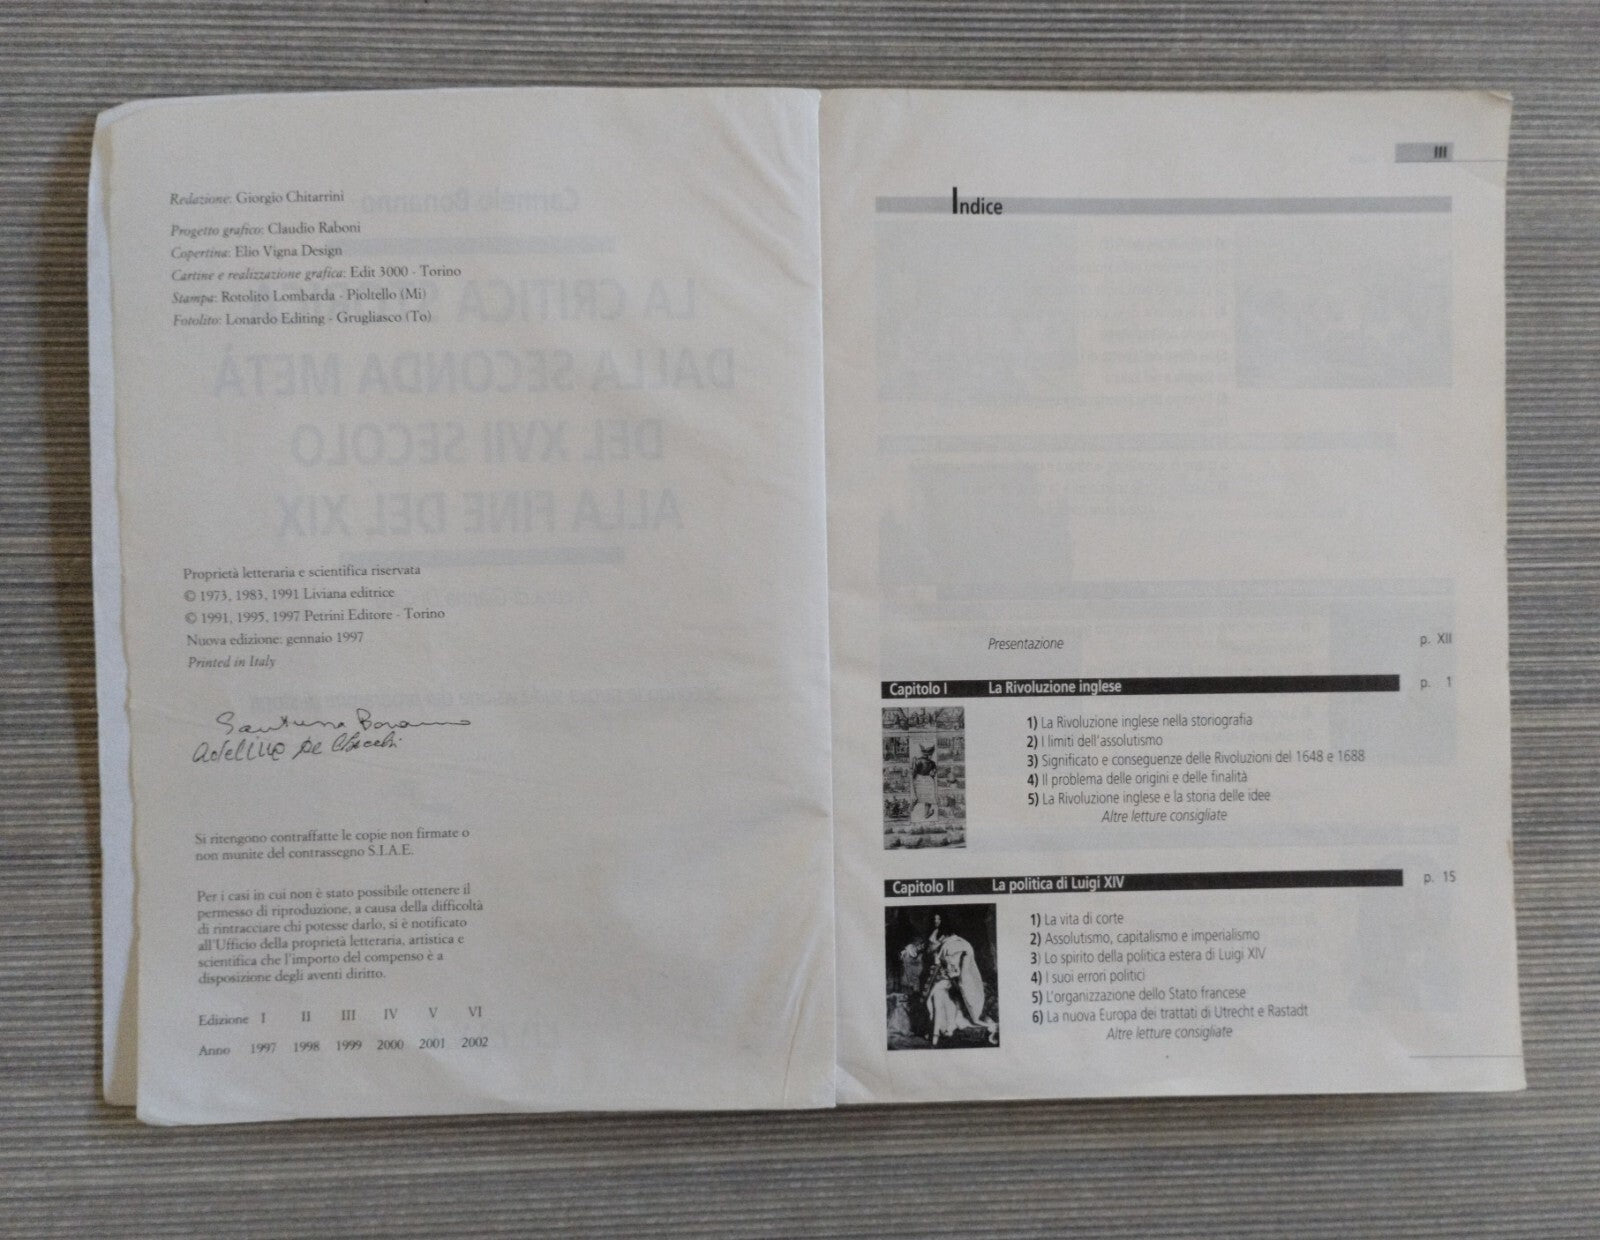 Redazione: Giorgio Chitarrini
Progetto grafico: Claudio Raboni
Copertina: Elio Vigna Design
Cartine e realizzazione grafica: Edit 3000 - Torino
Stampa: Rotolito Lombarda - Pioltello (Mi)
Fotolito: Lonardo Editing - Grugliasco (To)
Proprietà letteraria e scientifica riservata
© 1973, 1983, 1991 Liviana editrice
© 1991, 1995, 1997 Petrini Editore - Torino
Nuova edizione: gennaio 1997
Printed in Italy
Si ritengono contraffatte le copie non firmate o
non munite del contrassegno S.I.A.E.
Per i casi in cui non è stato possibile ottenere il
permesso di riproduzione, a causa della difficoltà
di rintracciare chi potesse darlo, si è notificato
all'Ufficio della proprietà letteraria, artistica e
scientifica che l'importo del compenso è a
disposizione degli aventi diritto.
Edizione I II III IV V VI
Anno 1997 1998 1999 2000 2001 2002
III
Indice
Presentazione p. XII
Capitolo I La Rivoluzione inglese p. 1
1) La Rivoluzione inglese nella storiografia
2) I limiti dell'assolutismo
3) Significato e conseguenze delle Rivoluzioni del 1648 e 1688
4) Il problema delle origini e delle finalità
5) La Rivoluzione inglese e la storia delle idee
Altre letture consigliate
Capitolo II La politica di Luigi XIV p. 15
1) La vita di corte
2) Assolutismo, capitalismo e imperialismo
3) Lo spirito della politica estera di Luigi XIV
4) I suoi errori politici
5) L'organizzazione dello Stato francese
6) La nuova Europa dei trattati di Utrecht e Rastadt
Altre letture consigliate